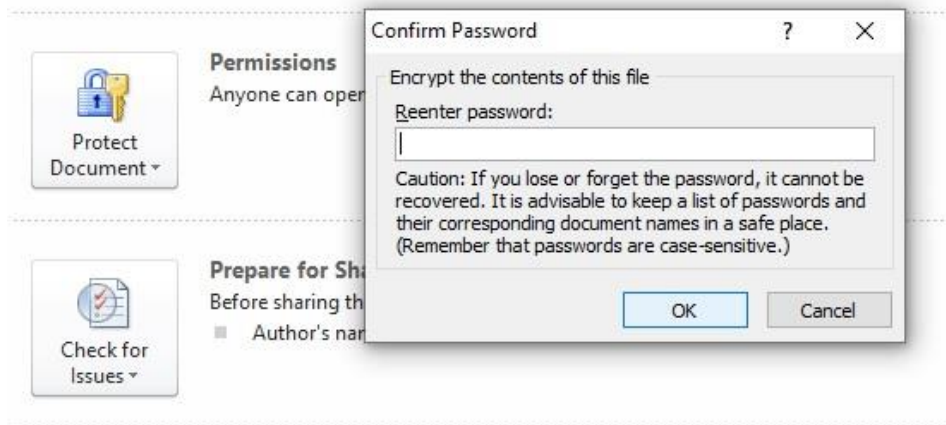 Confirm Password
?
X
Encrypt the contents of this file
Reenter password:
Caution: If you lose or forget the password, it cannot be
recovered. It is advisable to keep a list of passwords and
their corresponding document names in a safe place.
(Remember that passwords are case-sensitive.)
OK
Cancel
Protect
Document
Permissions
Anyone can oper
Check for
Issues
Prepare for Sha
Before sharing th
Author's nar